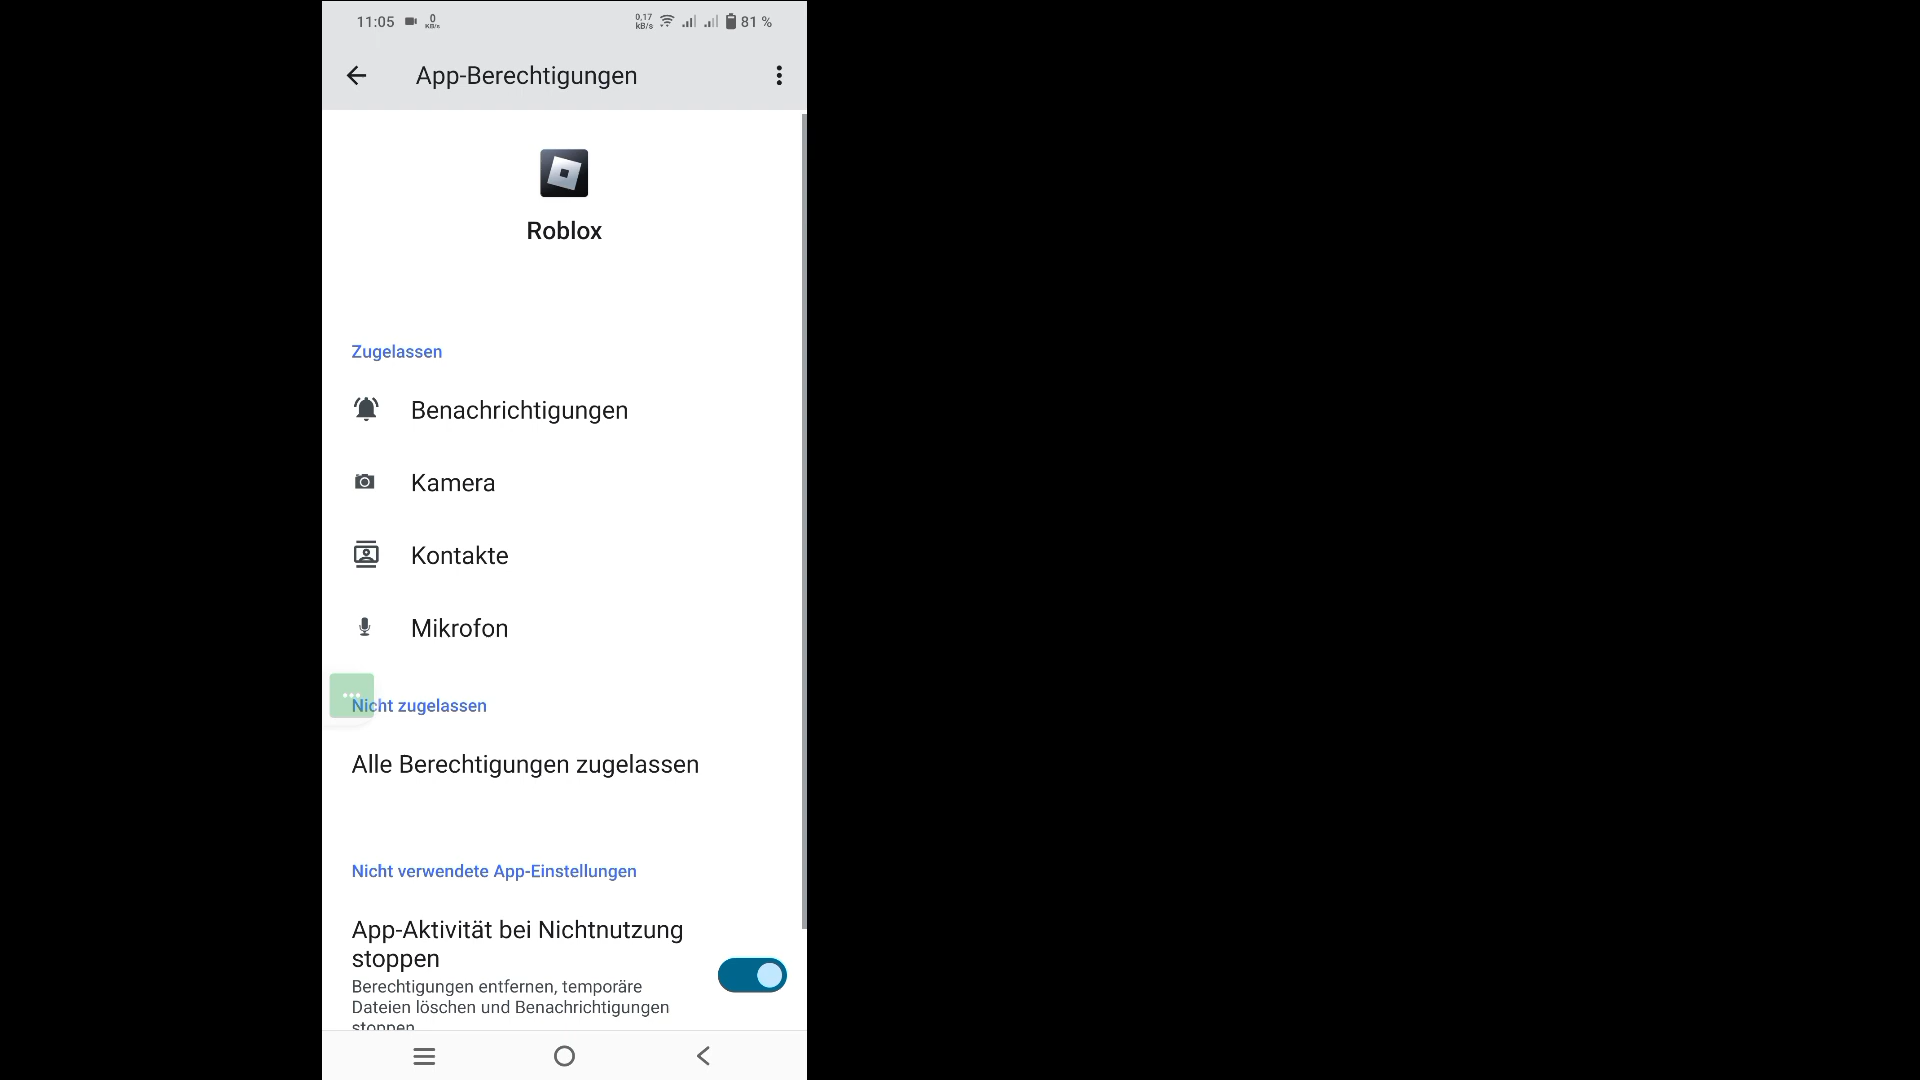 11:05 0 KB/s 0,17 kB/s 81 %
App-Berechtigungen
Roblox
Zugelassen
Benachrichtigungen
Kamera
Kontakte
Mikrofon
Nicht zugelassen
Alle Berechtigungen zugelassen
Nicht verwendete App-Einstellungen
App-Aktivität bei Nichtnutzung
stoppen
Berechtigungen entfernen, temporäre
Dateien löschen und Benachrichtigungen
stoppen